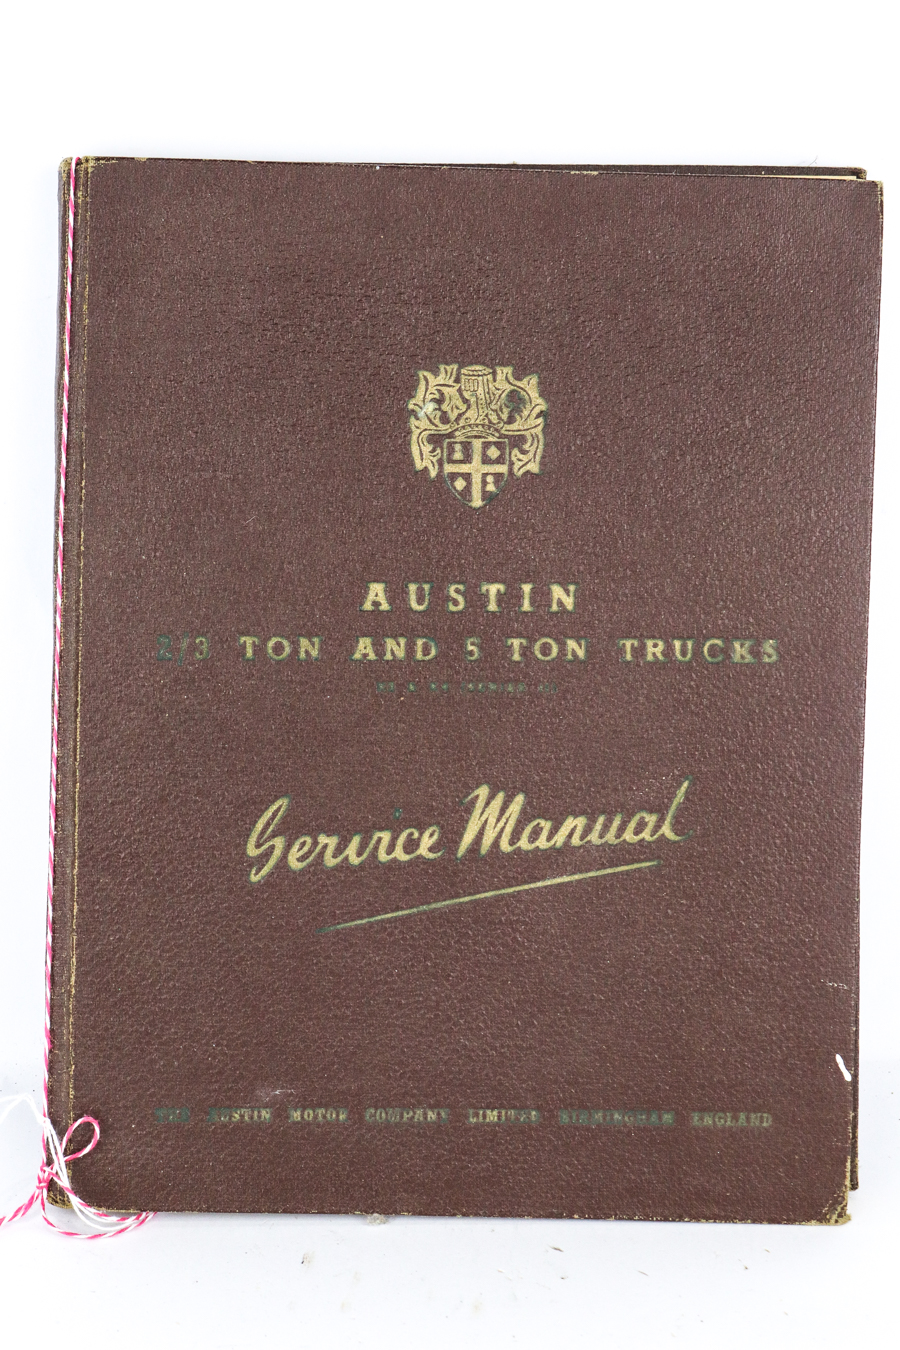 AUSTIN
2/3 TON AND 5 TON TRUCKS
Service Manual
THE AUSTIN MOTOR COMPANY LIMITED BIRMINGHAM ENGLAND